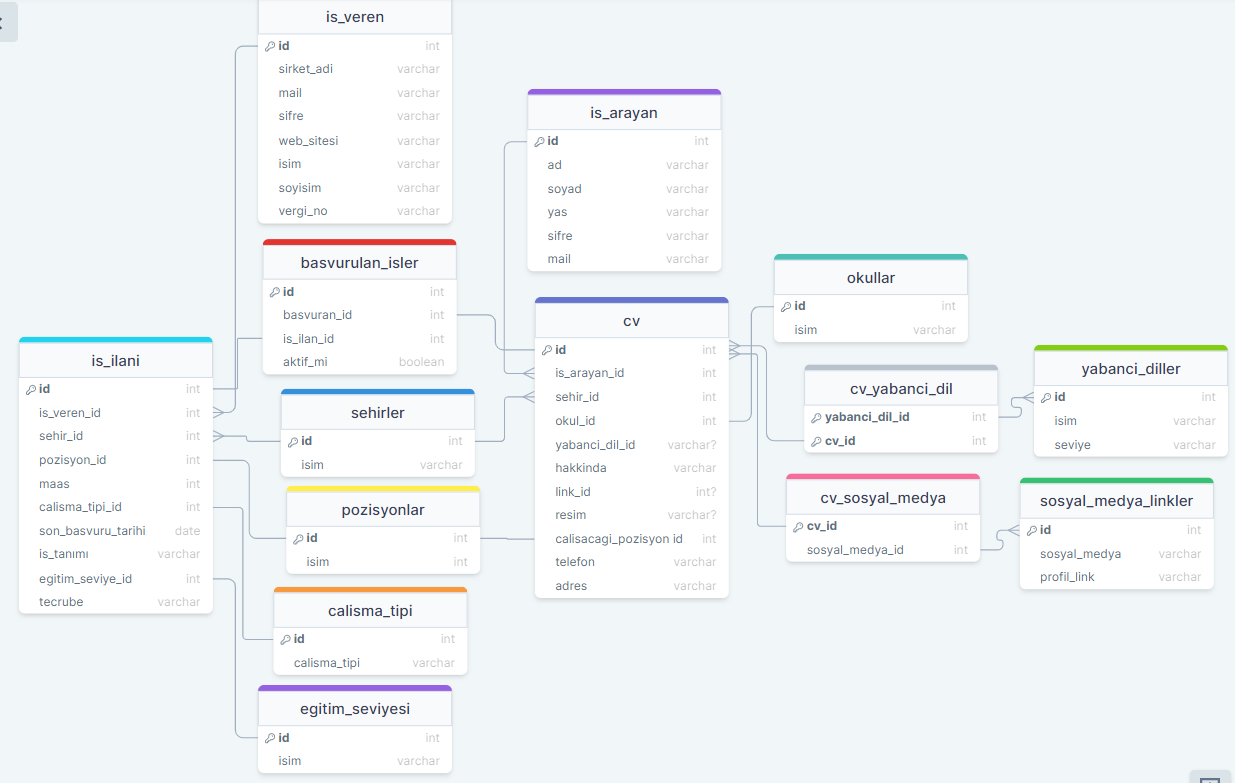 is_veren
id int
sirket_adi varchar
mail varchar
sifre varchar
web_sitesi varchar
isim varchar
soyisim varchar
vergi_no varchar
is_arayan
id int
ad varchar
soyad varchar
yas varchar
sifre varchar
mail varchar
basvurulan_isler
id int
basvuran_id int
is_ilan_id int
aktif_mi boolean
okullar
id int
isim varchar
cv
id int
is_arayan_id int
sehir_id int
okul_id int
yabanci_dil_id varchar?
hakkinda varchar
link_id int?
resim varchar?
calisacagi_pozisyon id int
telefon varchar
adres varchar
is_ilani
id int
is_veren_id int
sehir_id int
pozisyon_id int
maas int
calisma_tipi_id int
son_basvuru_tarihi date
is_tanımı varchar
egitim_seviye_id int
tecrube varchar
yabanci_diller
id int
isim varchar
seviye varchar
cv_yabanci_dil
yabanci_dil_id int
cv_id int
sehirler
id int
isim varchar
cv_sosyal_medya
cv_id int
sosyal_medya_id int
sosyal_medya_linkler
id int
sosyal_medya varchar
profil_link varchar
pozisyonlar
id int
isim int
calisma_tipi
id int
calisma_tipi varchar
egitim_seviyesi
id int
isim varchar